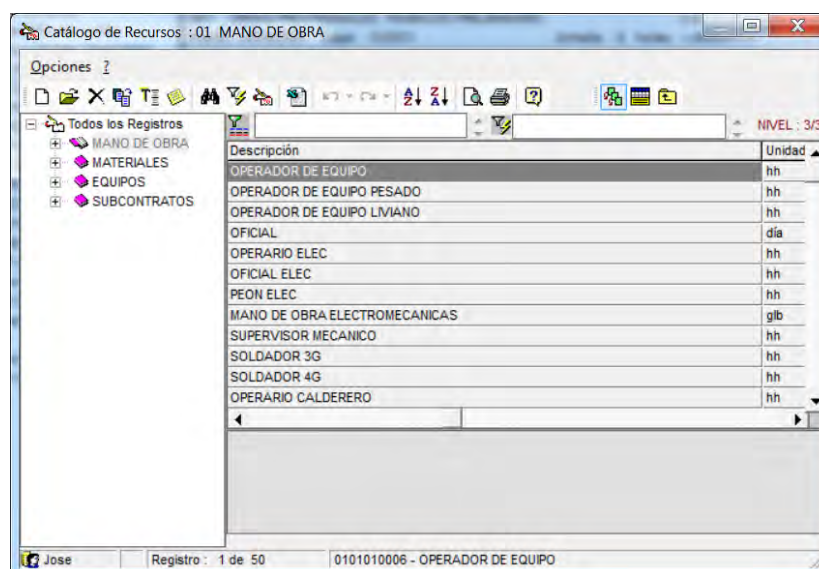 Catálogo de Recursos : 01 MANO DE OBRA
Opciones ?
Todos los Registros
MANO DE OBRA
MATERIALES
EQUIPOS
SUBCONTRATOS
NIVEL : 3/3
Descripción Unidad
OPERADOR DE EQUIPO hh
OPERADOR DE EQUIPO PESADO hh
OPERADOR DE EQUIPO LIVIANO hh
OFICIAL día
OPERARIO ELEC hh
OFICIAL ELEC hh
PEON ELEC hh
MANO DE OBRA ELECTROMECANICAS glb
SUPERVISOR MECANICO hh
SOLDADOR 3G hh
SOLDADOR 4G hh
OPERARIO CALDERERO hh
Jose Registro : 1 de 50 0101010006 - OPERADOR DE EQUIPO